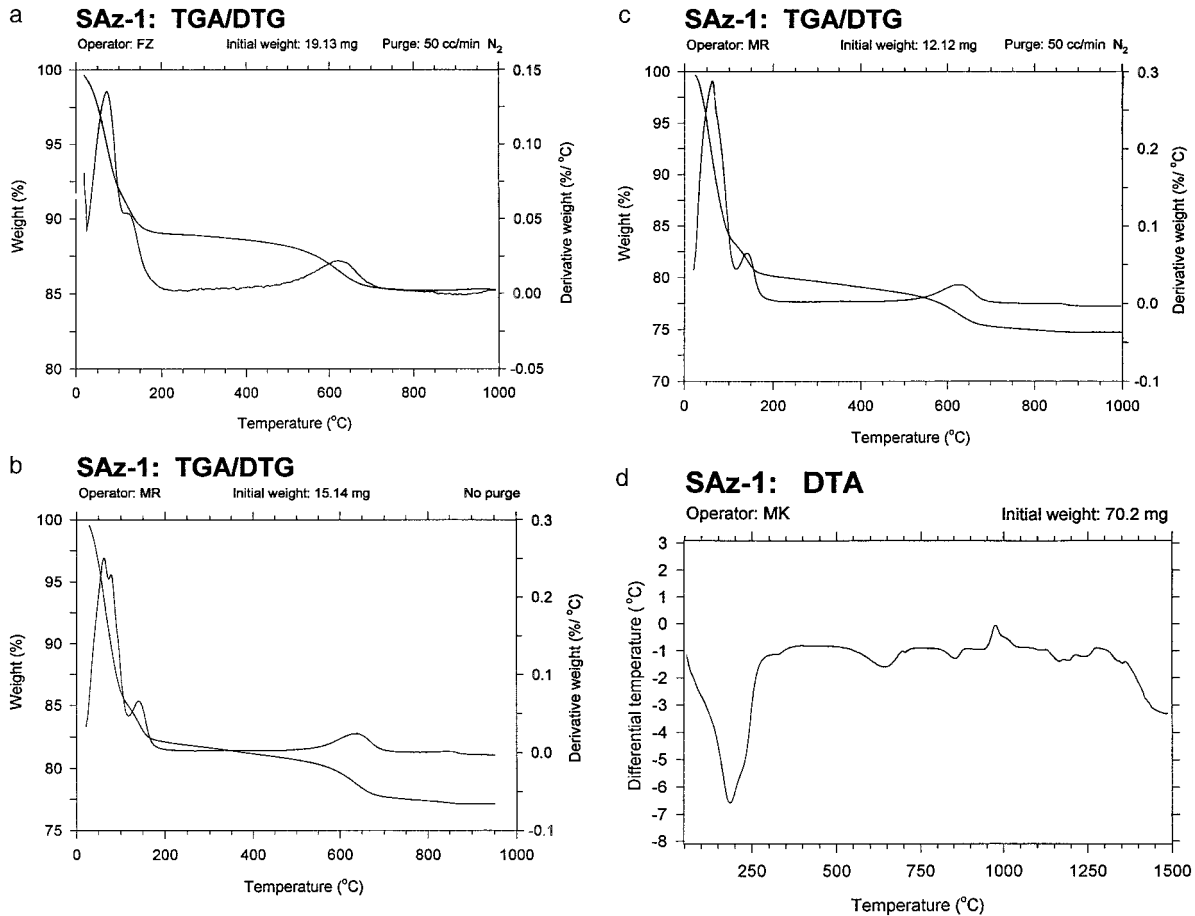 a
SAz-1: TGA/DTG
Operator: FZ Initial weight: 19.13 mg Purge: 50 cc/min N2
100
95
90
85
80
Weight (%)
0.15
0.10
0.05
0.00
-0.05
Derivative weight (%/ °C)
0 200 400 600 800 1000
Temperature (°C)
b
SAz-1: TGA/DTG
Operator: MR Initial weight: 15.14 mg No purge
100
95
90
85
80
75
Weight (%)
0.3
0.2
0.1
0.0
-0.1
Derivative weight (%/ °C)
0 200 400 600 800 1000
Temperature (°C)
c
SAz-1: TGA/DTG
Operator: MR Initial weight: 12.12 mg Purge: 50 cc/min N2
100
95
90
85
80
75
70
Weight (%)
0.3
0.2
0.1
0.0
-0.1
Derivative weight (%/ °C)
0 200 400 600 800 1000
Temperature (°C)
d
SAz-1: DTA
Operator: MK Initial weight: 70.2 mg
3
2
1
0
-1
-2
-3
-4
-5
-6
-7
-8
Differential temperature (°C)
250 500 750 1000 1250 1500
Temperature (°C)